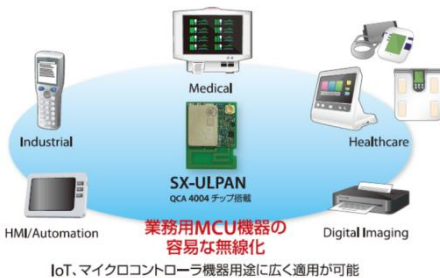 Medical
Industrial
Healthcare
SX-ULPAN
QCA 4004 チップ搭載
HMI/Automation
業務用MCU機器の
容易な無線化
Digital Imaging
IoT、マイクロコントローラ機器用途に広く適用が可能